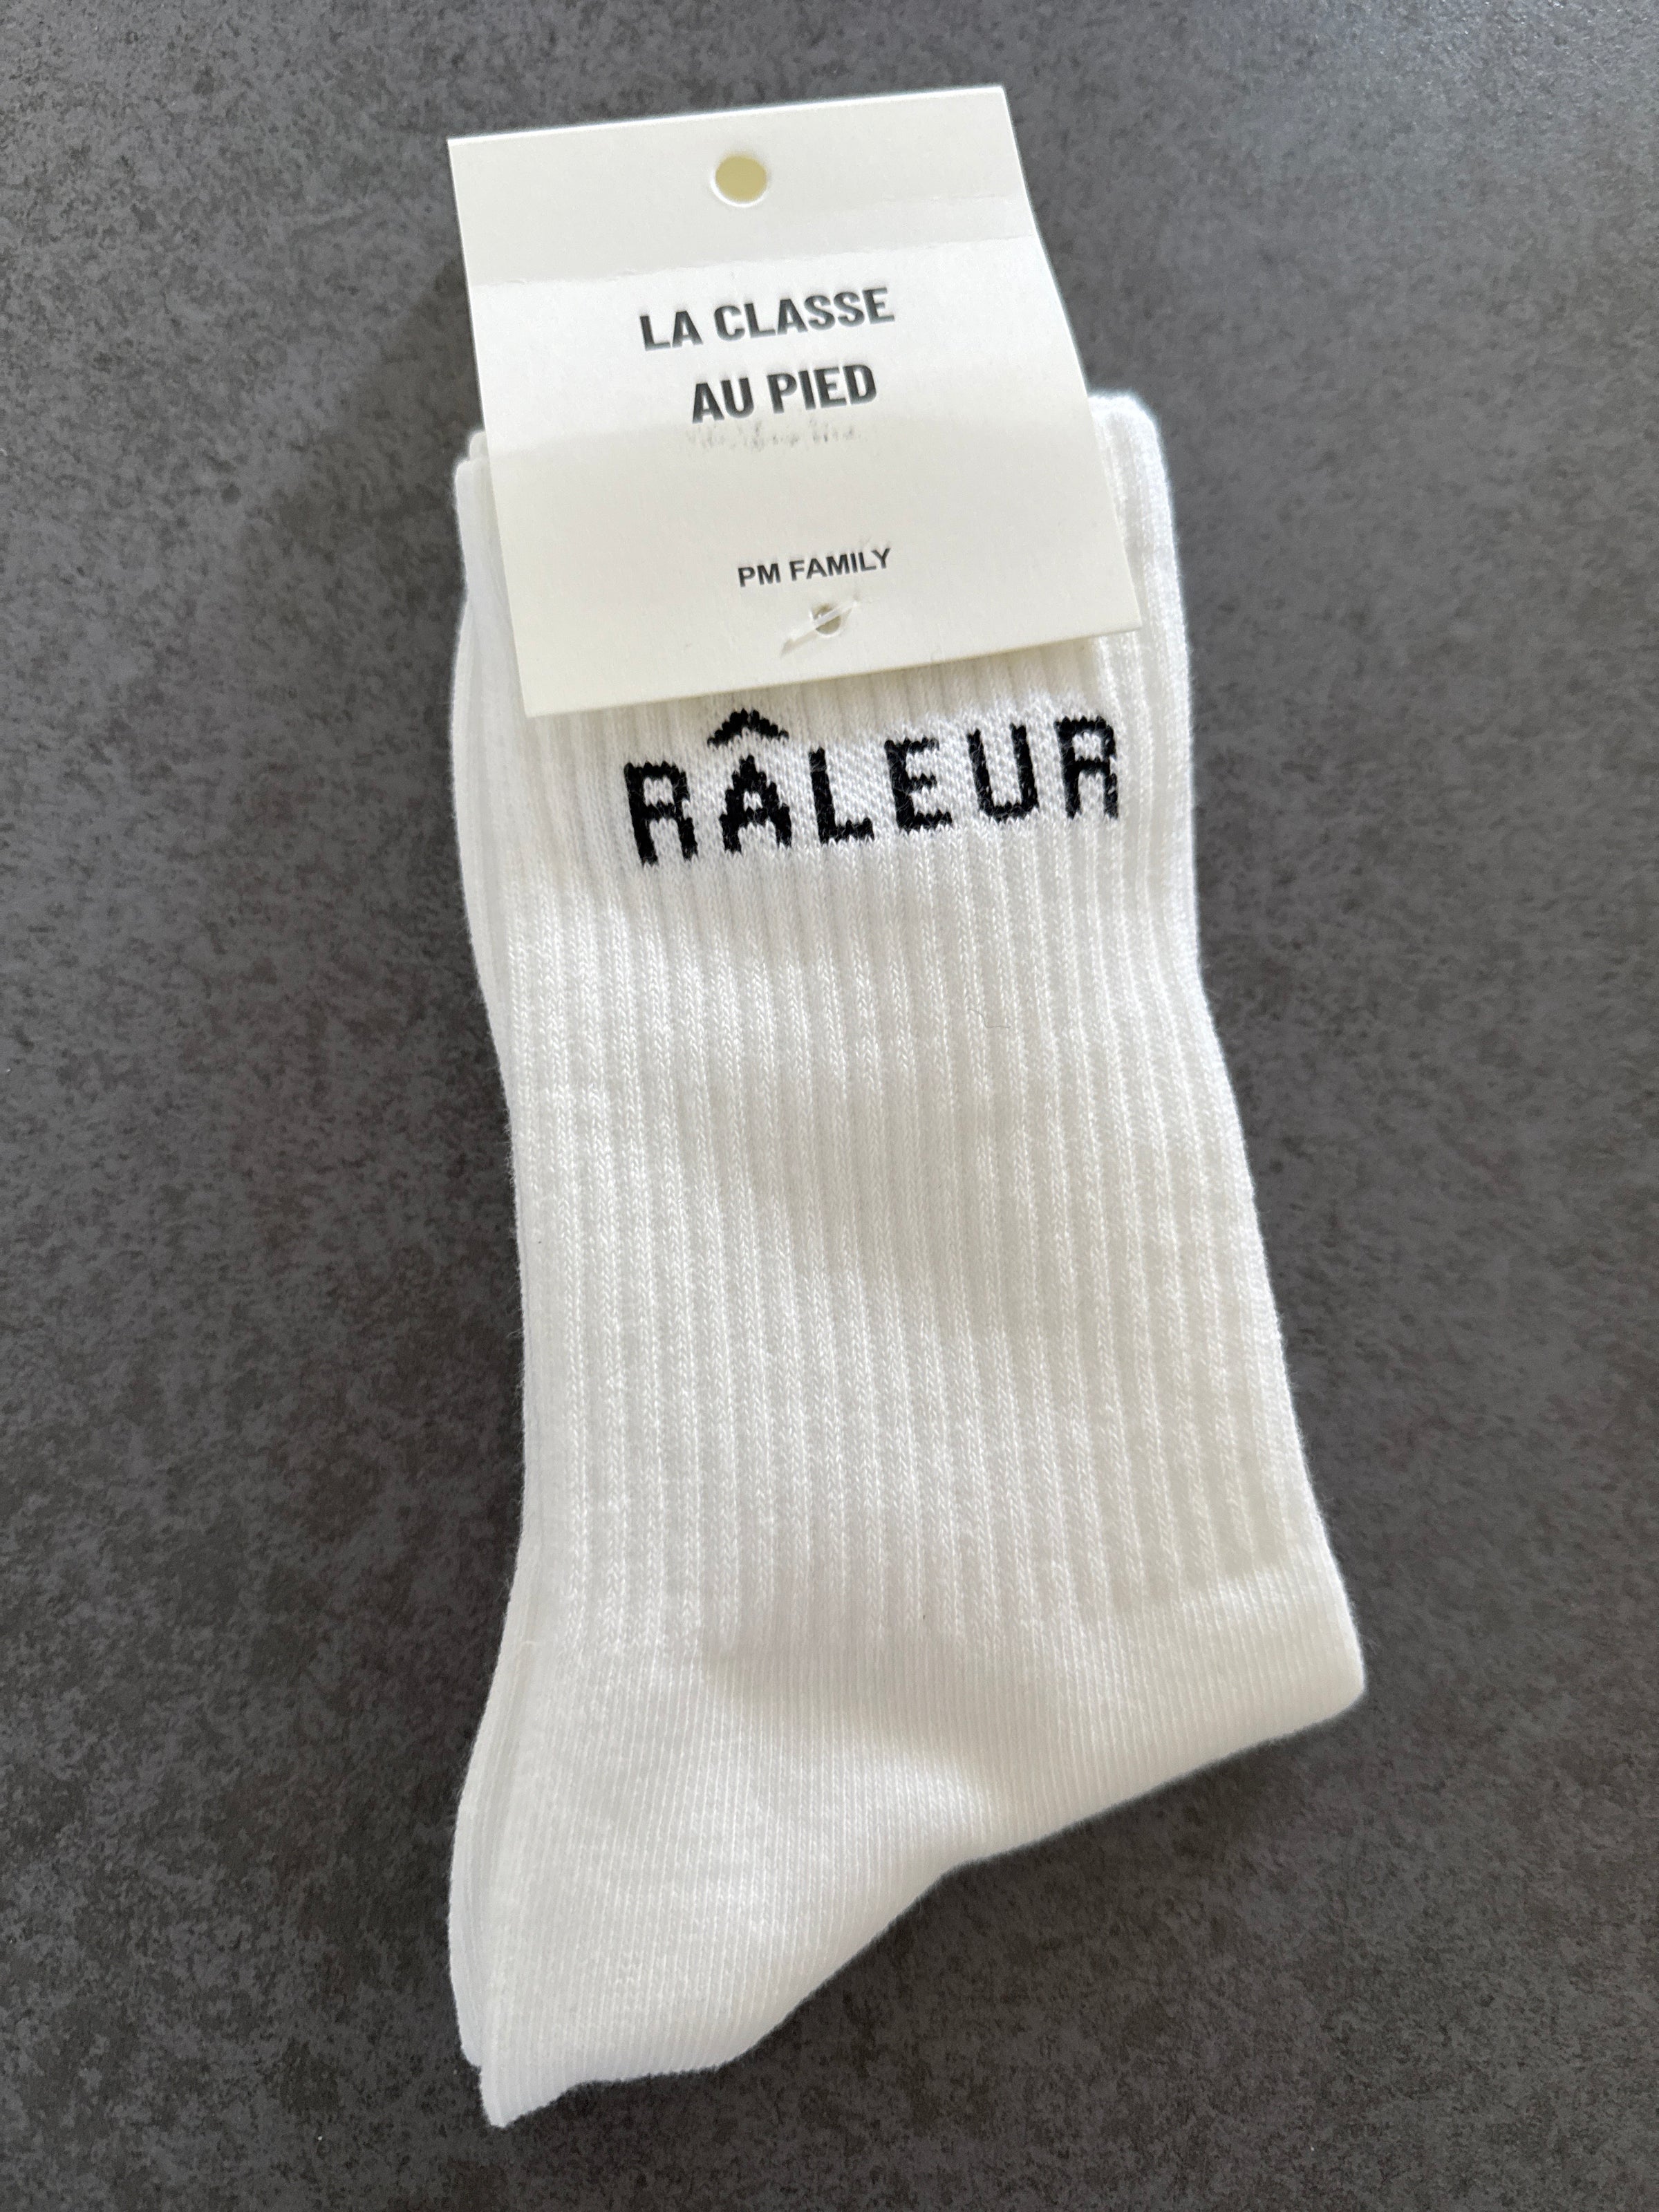 LA CLASSE
AU PIED
PM FAMILY
RÂLEUR